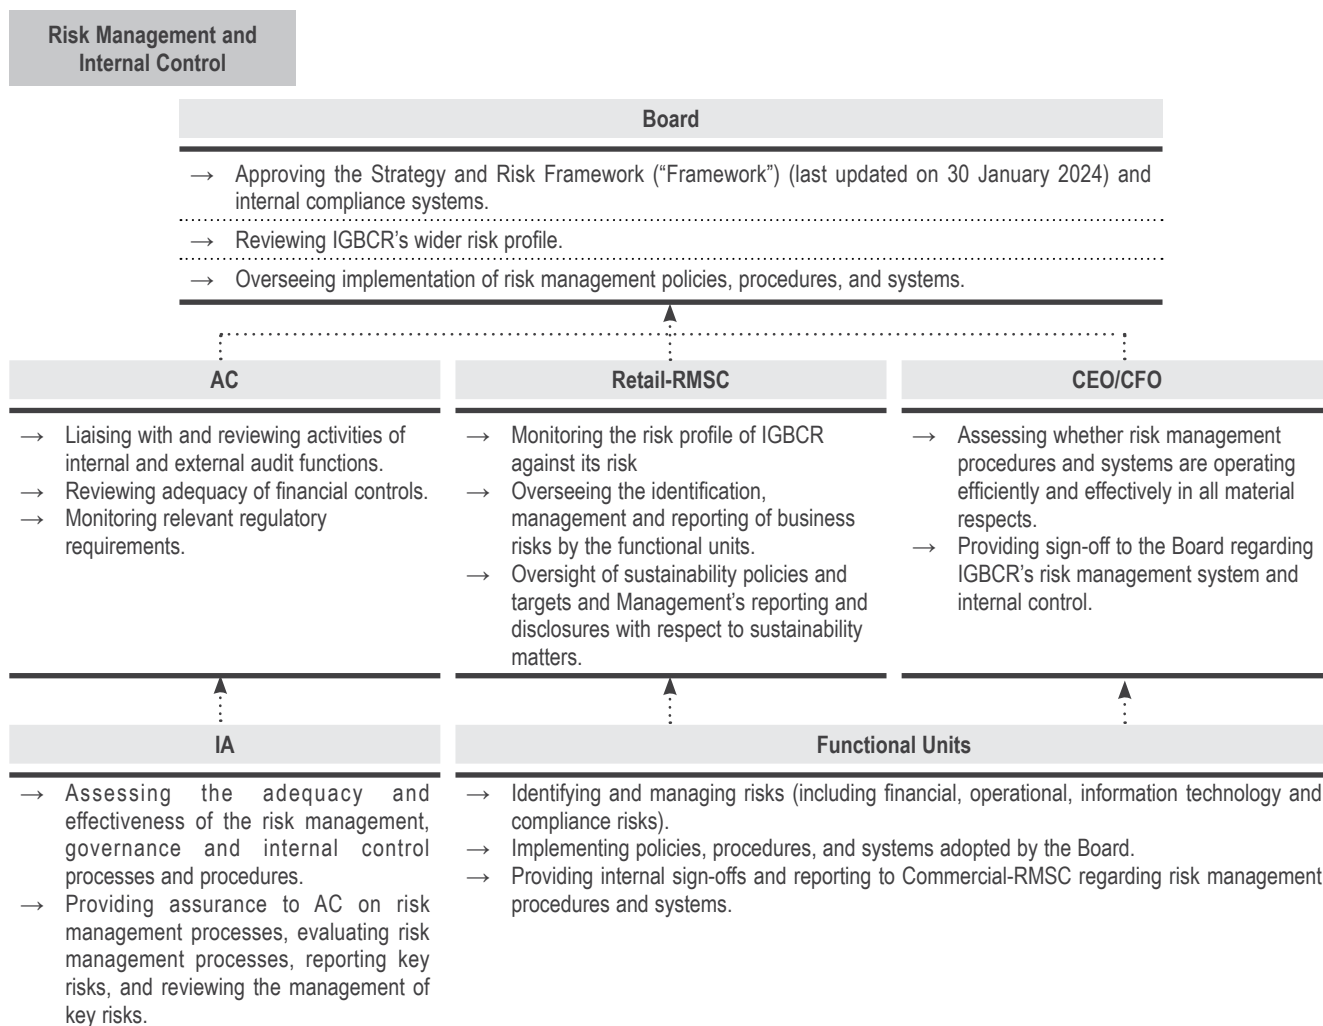 Risk Management and
Internal Control
Board
→ Approving the Strategy and Risk Framework (“Framework”) (last updated on 30 January 2024) and
internal compliance systems.
→ Reviewing IGBCR’s wider risk profile.
→ Overseeing implementation of risk management policies, procedures, and systems.
AC
→ Liaising with and reviewing activities of
internal and external audit functions.
→ Reviewing adequacy of financial controls.
→ Monitoring relevant regulatory
requirements.
Retail-RMSC
→ Monitoring the risk profile of IGBCR
against its risk
→ Overseeing the identification,
management and reporting of business
risks by the functional units.
→ Oversight of sustainability policies and
targets and Management’s reporting and
disclosures with respect to sustainability
matters.
CEO/CFO
→ Assessing whether risk management
procedures and systems are operating
efficiently and effectively in all material
respects.
→ Providing sign-off to the Board regarding
IGBCR’s risk management system and
internal control.
IA
→ Assessing the adequacy and
effectiveness of the risk management,
governance and internal control
processes and procedures.
→ Providing assurance to AC on risk
management processes, evaluating risk
management processes, reporting key
risks, and reviewing the management of
key risks.
Functional Units
→ Identifying and managing risks (including financial, operational, information technology and
compliance risks).
→ Implementing policies, procedures, and systems adopted by the Board.
→ Providing internal sign-offs and reporting to Commercial-RMSC regarding risk management
procedures and systems.